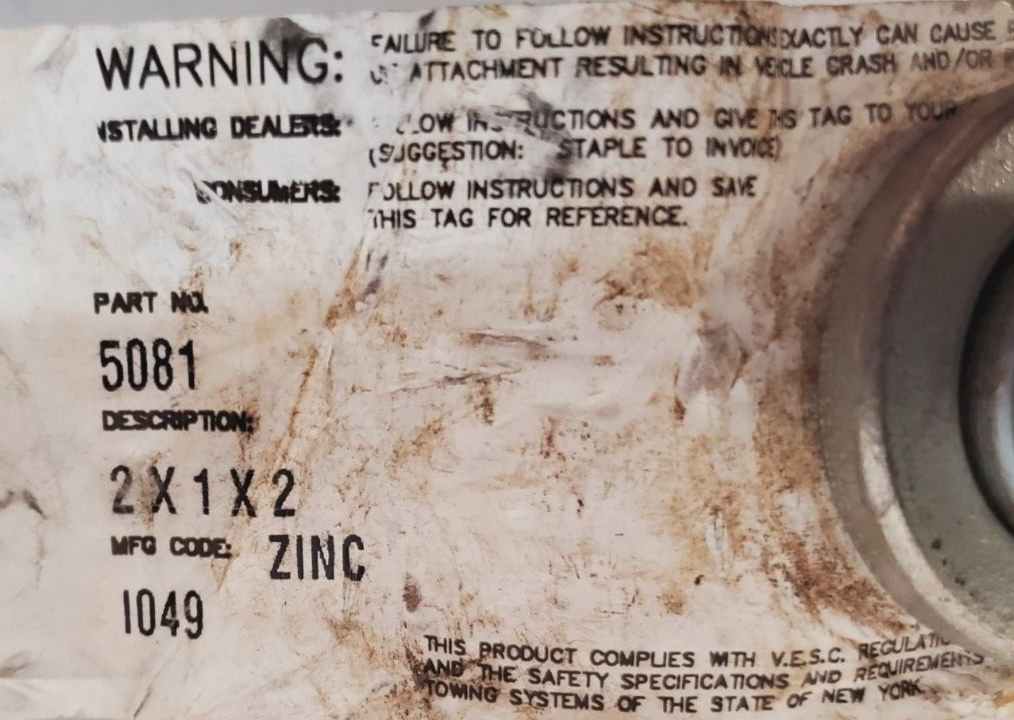 WARNING: FAILURE TO FOLLOW INSTRUCTIONS EXACTLY CAN CAUSE
ATTACHMENT RESULTING IN VEICLE CRASH AND/OR
INSTALLING DEALERS: FOLLOW INSTRUCTIONS AND GIVE THIS TAG TO YOUR
(SUGGESTION: STAPLE TO INVOICE)
CONSUMERS: FOLLOW INSTRUCTIONS AND SAVE
THIS TAG FOR REFERENCE.
PART NO.
5081
DESCRIPTION:
2 X 1 X 2
MFG CODE: ZINC
1049
THIS PRODUCT COMPLIES WITH V.E.S.C.
AND THE SAFETY SPECIFICATIONS AND REQUIREMENTS
TOWING SYSTEMS OF THE STATE OF NEW YORK.